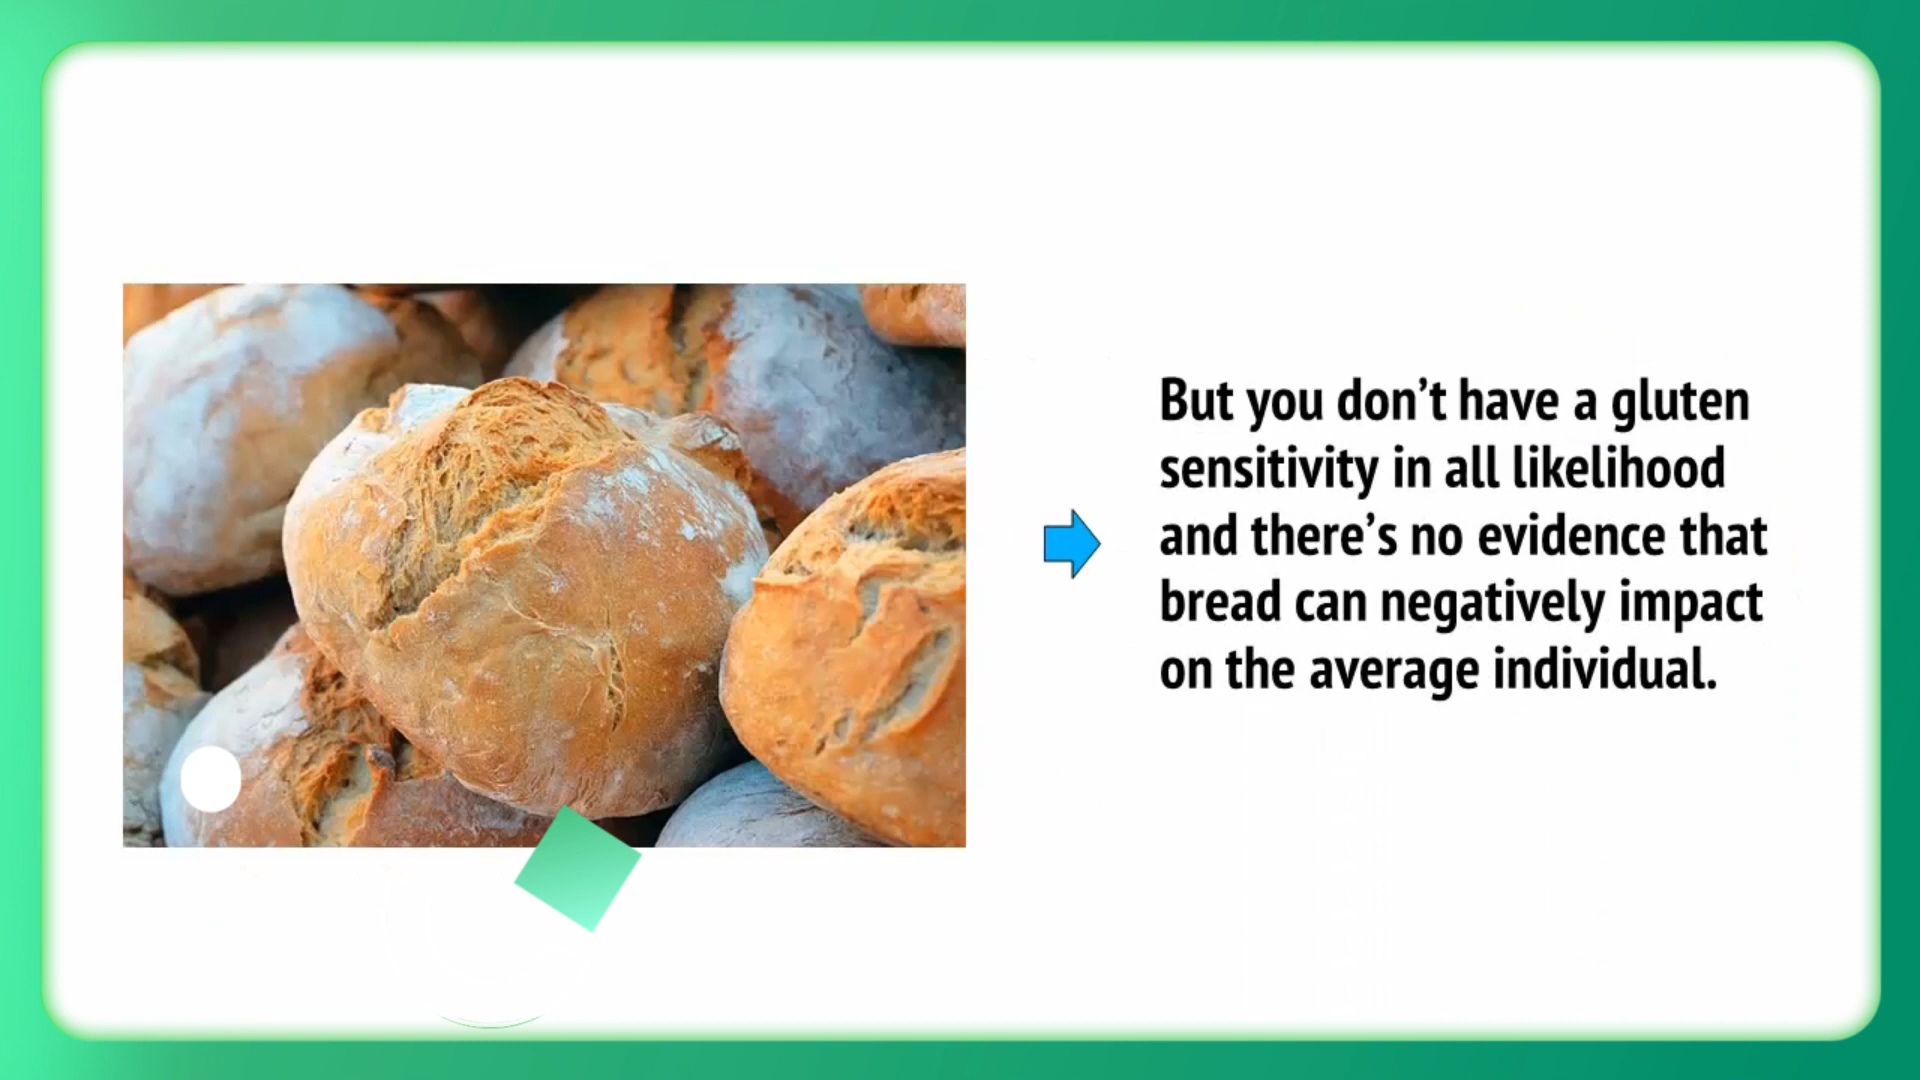 But you don’t have a gluten
sensitivity in all likelihood
and there’s no evidence that
bread can negatively impact
on the average individual.